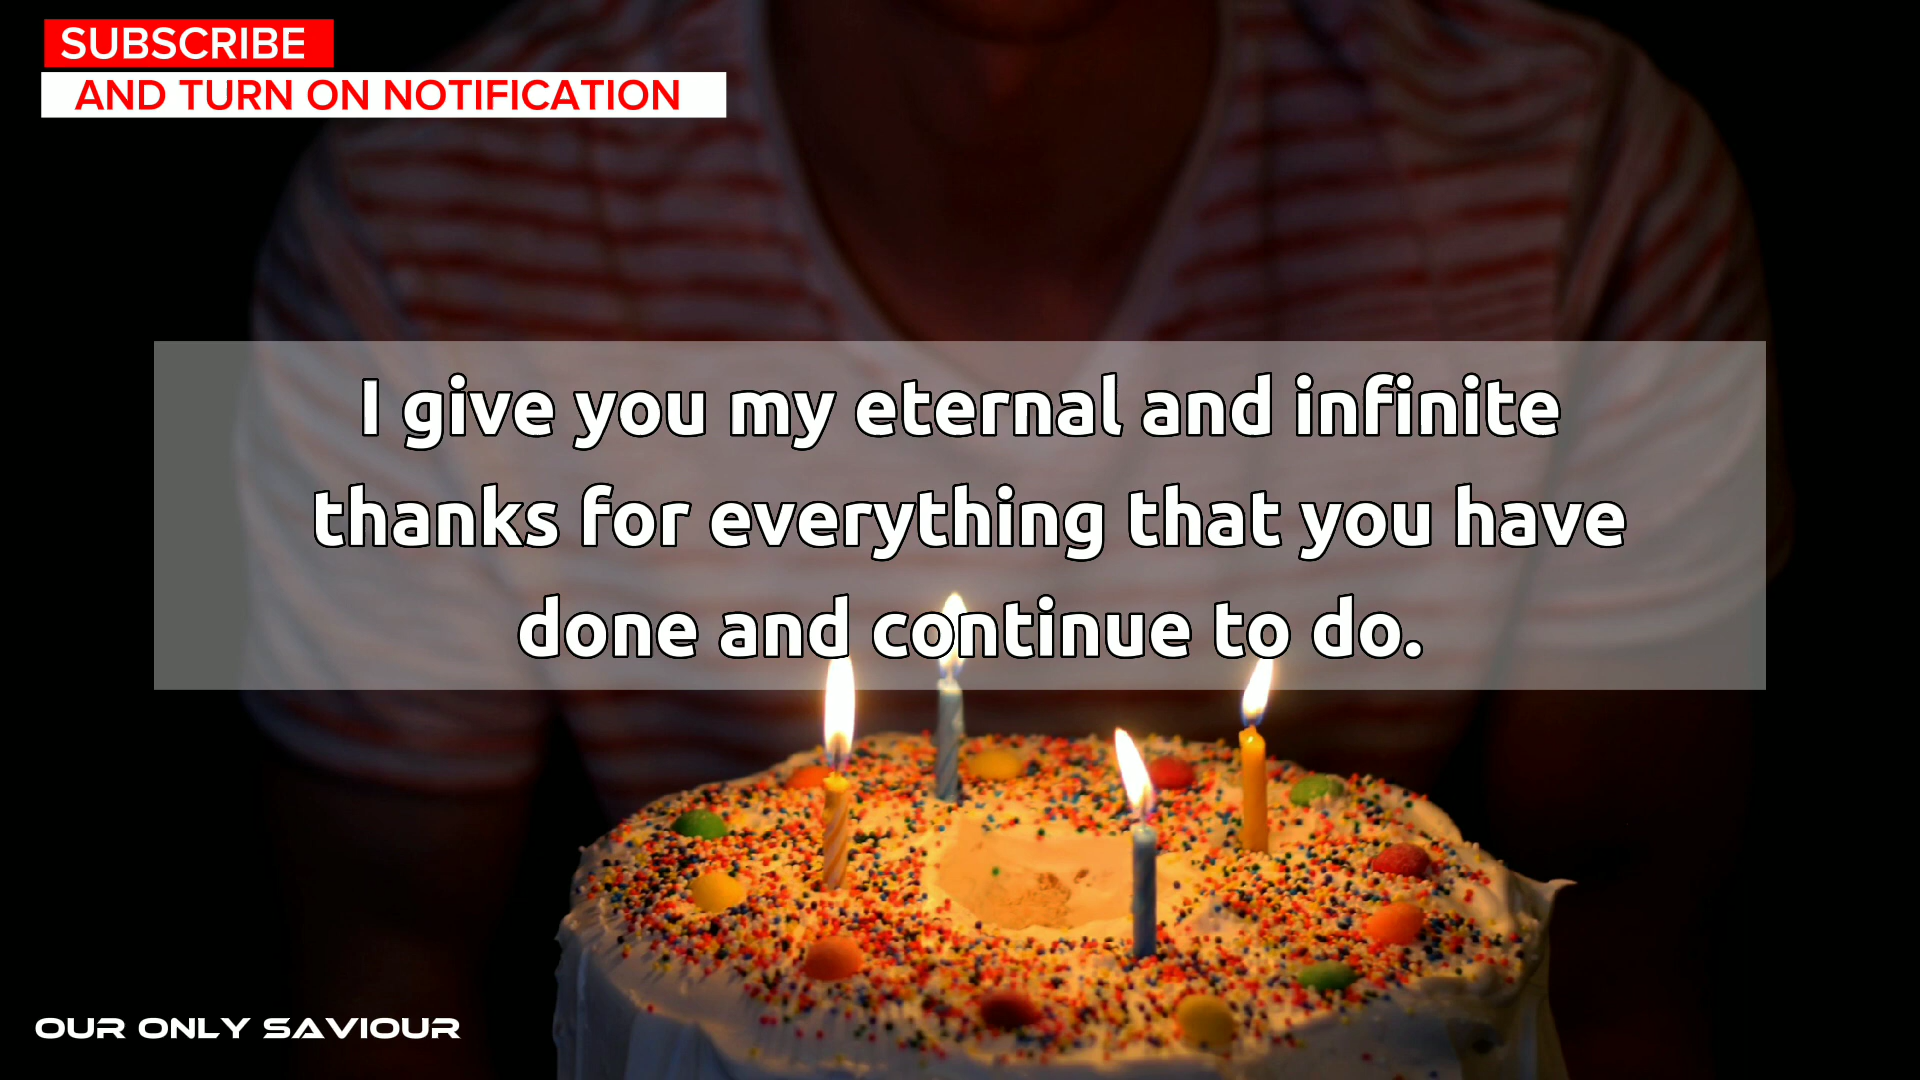 SUBSCRIBE
AND TURN ON NOTIFICATION
I give you my eternal and infinite
thanks for everything that you have
done and continue to do.
OUR ONLY SAVIOUR